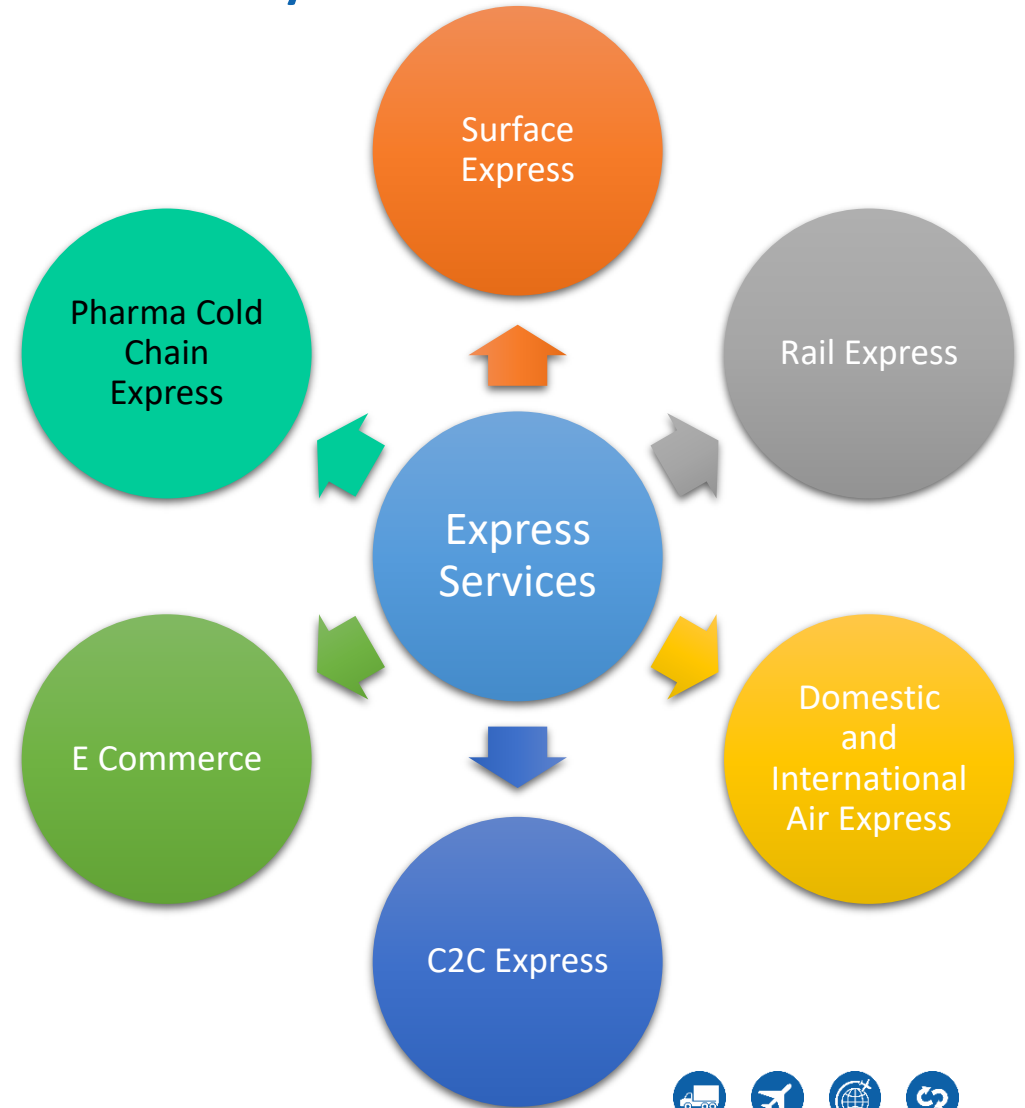 Surface
Express
Pharma Cold
Chain
Express
Rail Express
Express
Services
E Commerce
Domestic
and
International
Air Express
C2C Express